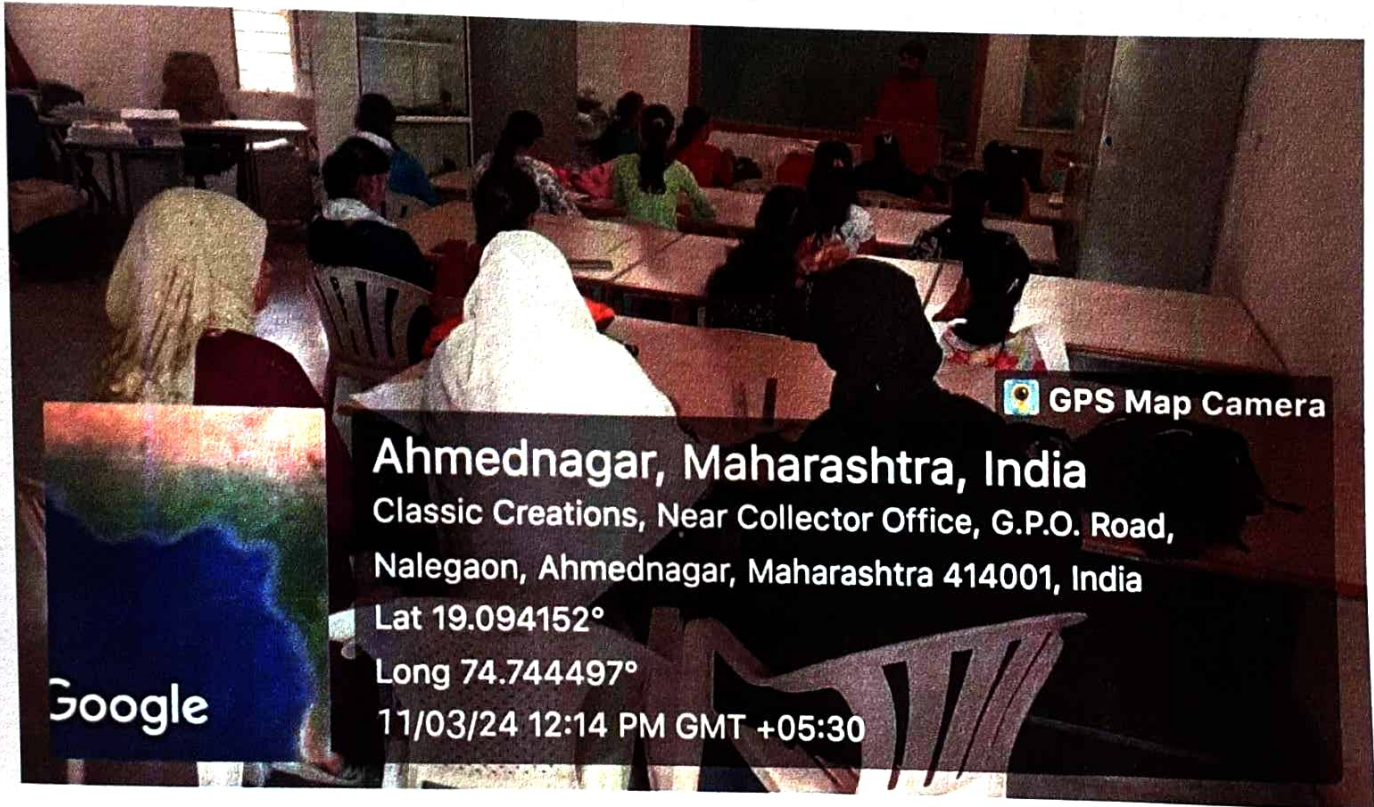 GPS Map Camera
Ahmednagar, Maharashtra, India
Classic Creations, Near Collector Office, G.P.O. Road,
Nalegaon, Ahmednagar, Maharashtra 414001, India
Lat 19.094152°
Long 74.744497°
11/03/24 12:14 PM GMT +05:30
Google